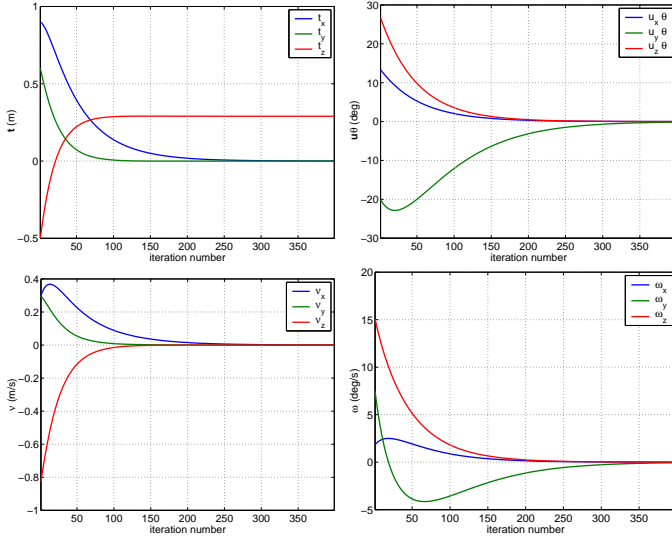 1
0.5
0
−0.5
t (m)
50 100 150 200 250 300 350
iteration number
t_x
t_y
t_z
30
20
10
0
−10
−20
−30
uθ (deg)
50 100 150 200 250 300 350
iteration number
u_x θ
u_y θ
u_z θ
0.4
0.2
0
−0.2
−0.4
−0.6
−0.8
−1
ν (m/s)
50 100 150 200 250 300 350
iteration number
ν_x
ν_y
ν_z
20
15
10
5
0
−5
ω (deg/s)
50 100 150 200 250 300 350
iteration number
ω_x
ω_y
ω_z